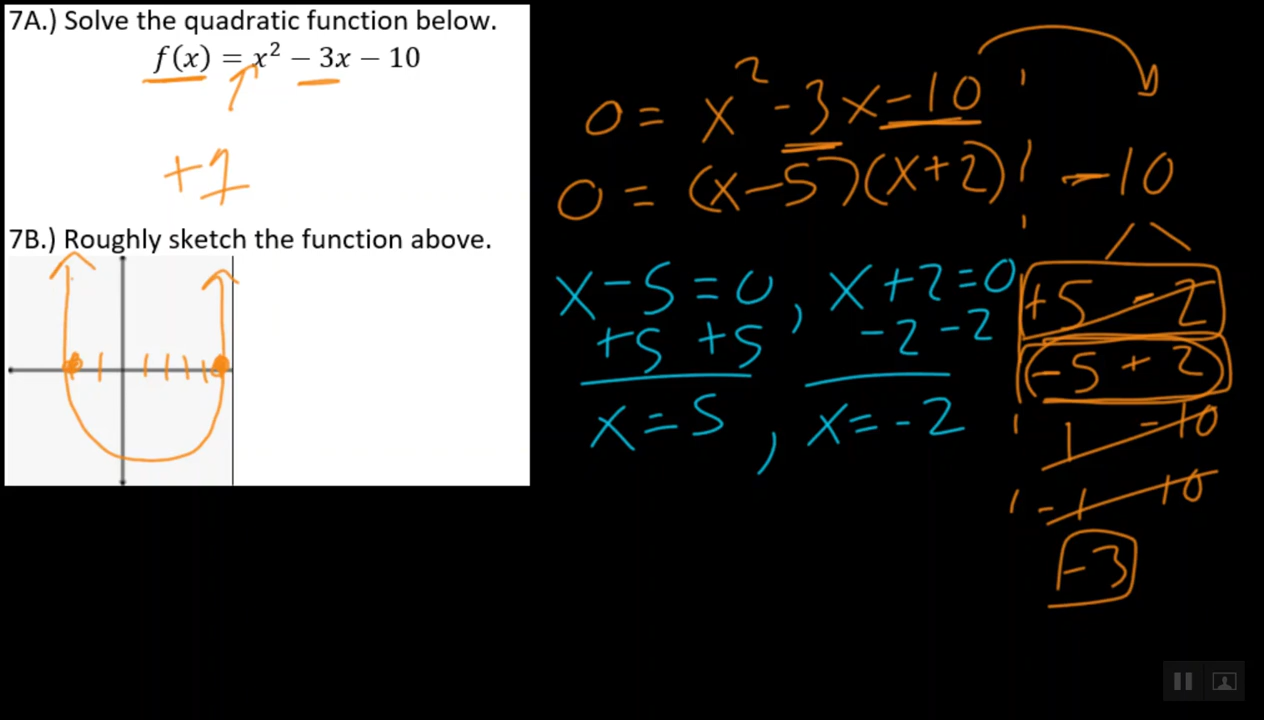 7A.) Solve the quadratic function below.
f(x) = x² − 3x − 10
+1
7B.) Roughly sketch the function above.
0 = x² - 3x - 10
0 = (x-5)(x+2)
x-5=0, x+2=0
+5 +5 -2 -2
x=5, x=-2
-10
+5 -2
-5 +2
1 -10
-1 10
-3